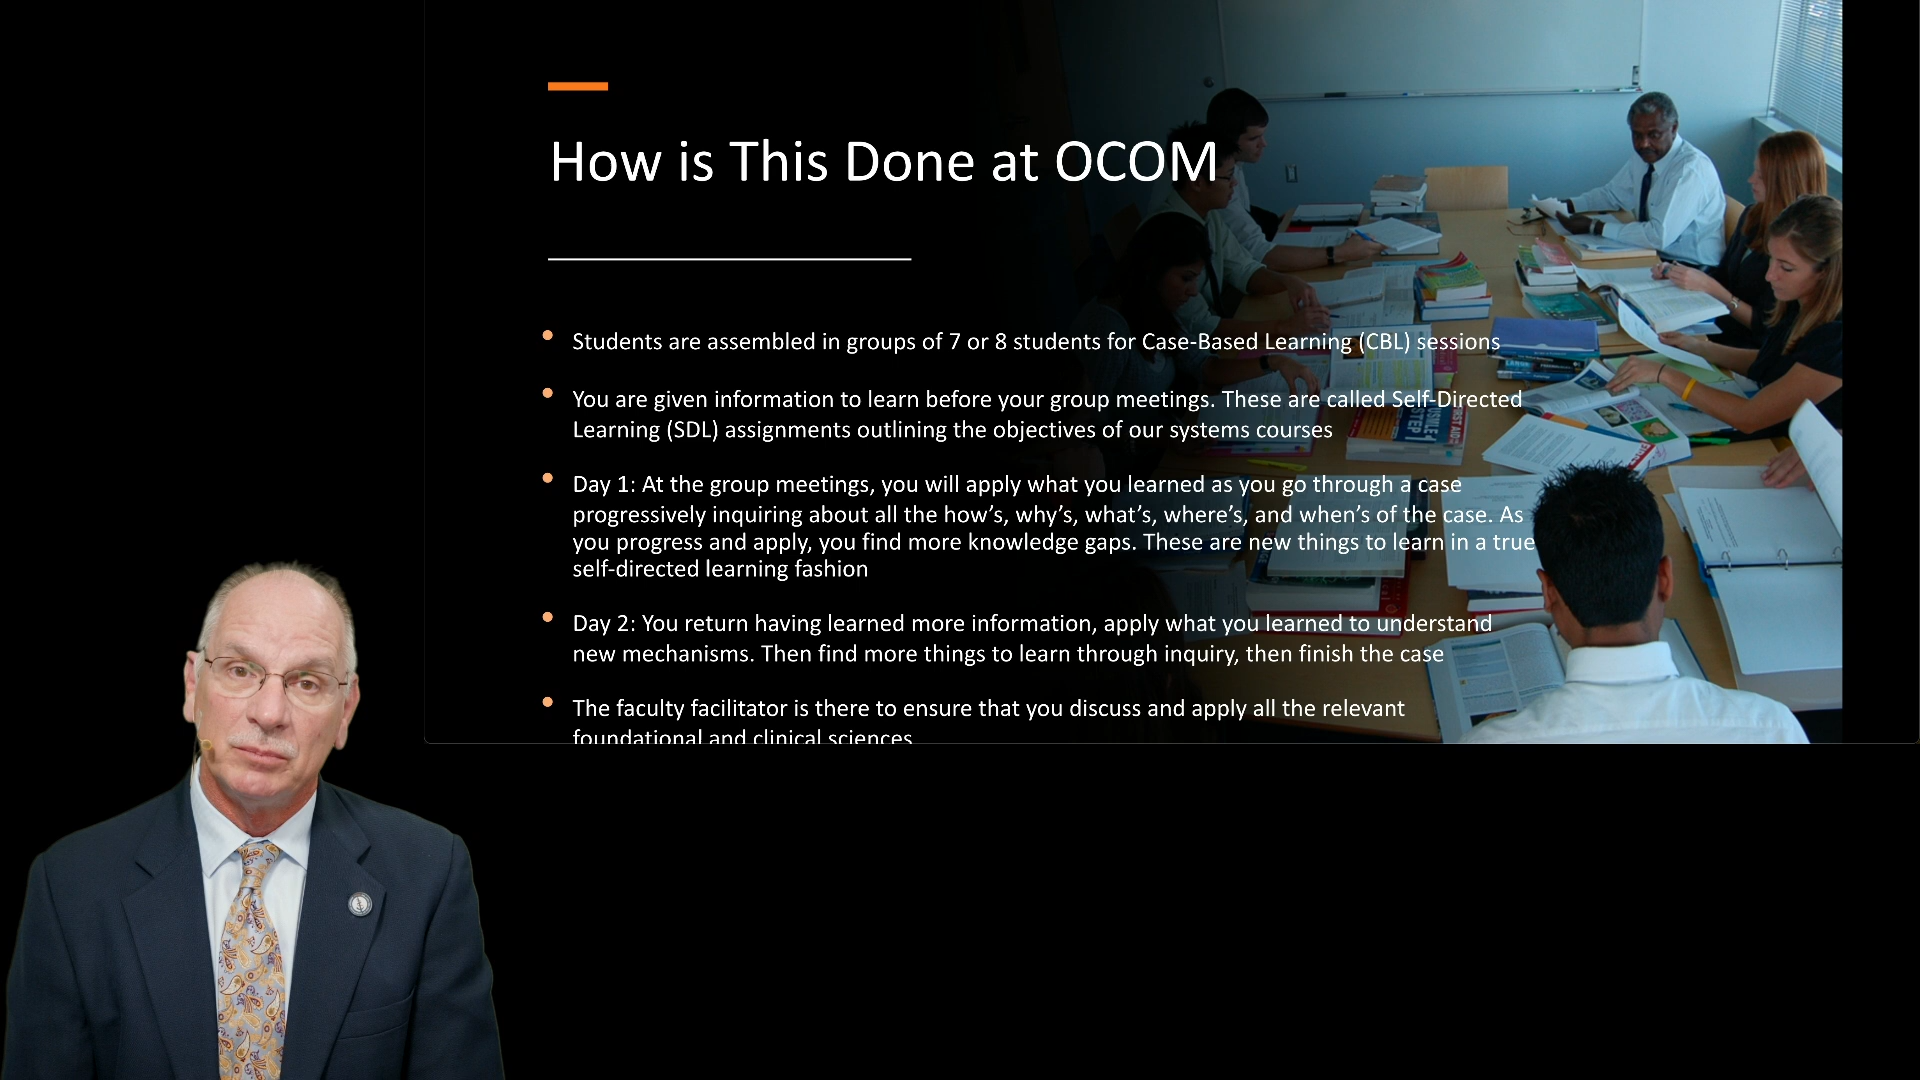 How is This Done at OCOM
• Students are assembled in groups of 7 or 8 students for Case-Based Learning (CBL) sessions
• You are given information to learn before your group meetings. These are called Self-Directed
Learning (SDL) assignments outlining the objectives of our systems courses
• Day 1: At the group meetings, you will apply what you learned as you go through a case
progressively inquiring about all the how’s, why’s, what’s, where’s, and when’s of the case. As
you progress and apply, you find more knowledge gaps. These are new things to learn in a true
self-directed learning fashion
• Day 2: You return having learned more information, apply what you learned to understand
new mechanisms. Then find more things to learn through inquiry, then finish the case
• The faculty facilitator is there to ensure that you discuss and apply all the relevant
foundational and clinical sciences
FIRST AID
USMLE
STEP 1